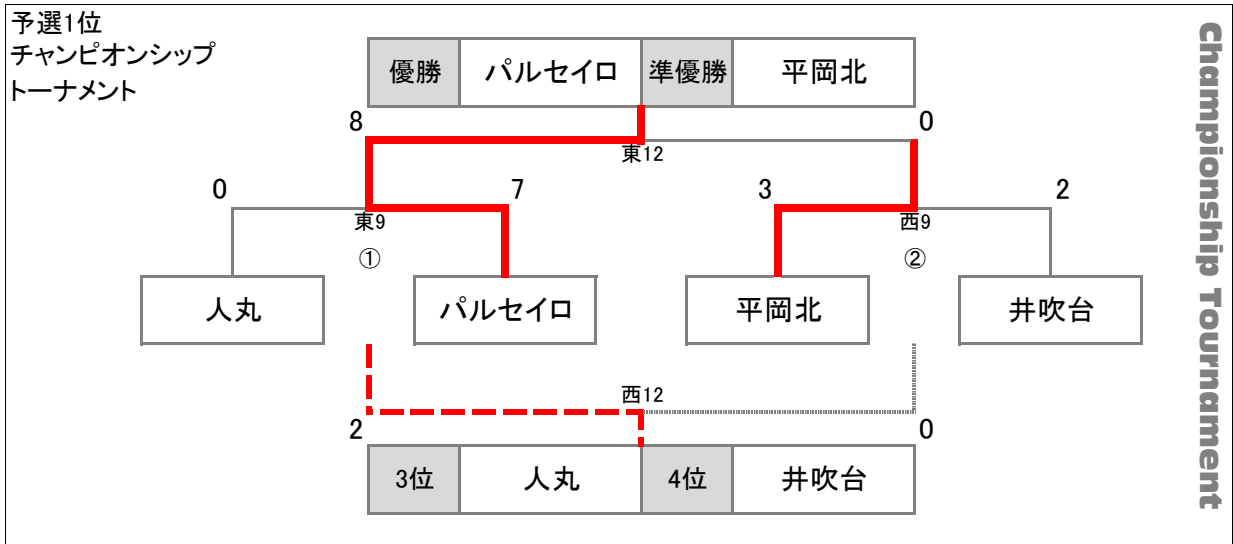 予選1位
チャンピオンシップ
トーナメント
優勝 パルセイロ 準優勝 平岡北
8 0
東12
0 7 3 2
東9 西9
① ②
人丸 パルセイロ 平岡北 井吹台
西12
2 0
3位 人丸 4位 井吹台
Championship Tournament